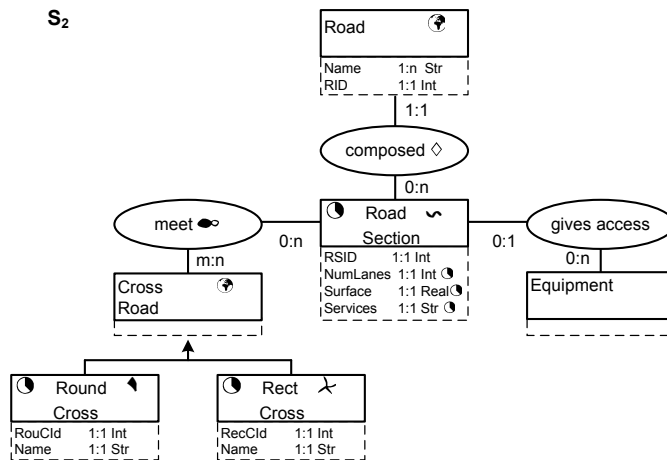 S2
Road
Name 1:n Str
RID 1:1 Int
1:1
composed
0:n
meet
0:n
Road
Section
0:1
gives access
RSID 1:1 Int
NumLanes 1:1 Int
Surface 1:1 Real
Services 1:1 Str
m:n
0:n
Cross
Road
Equipment
Round
Cross
RouCId 1:1 Int
Name 1:1 Str
Rect
Cross
RecCId 1:1 Int
Name 1:1 Str